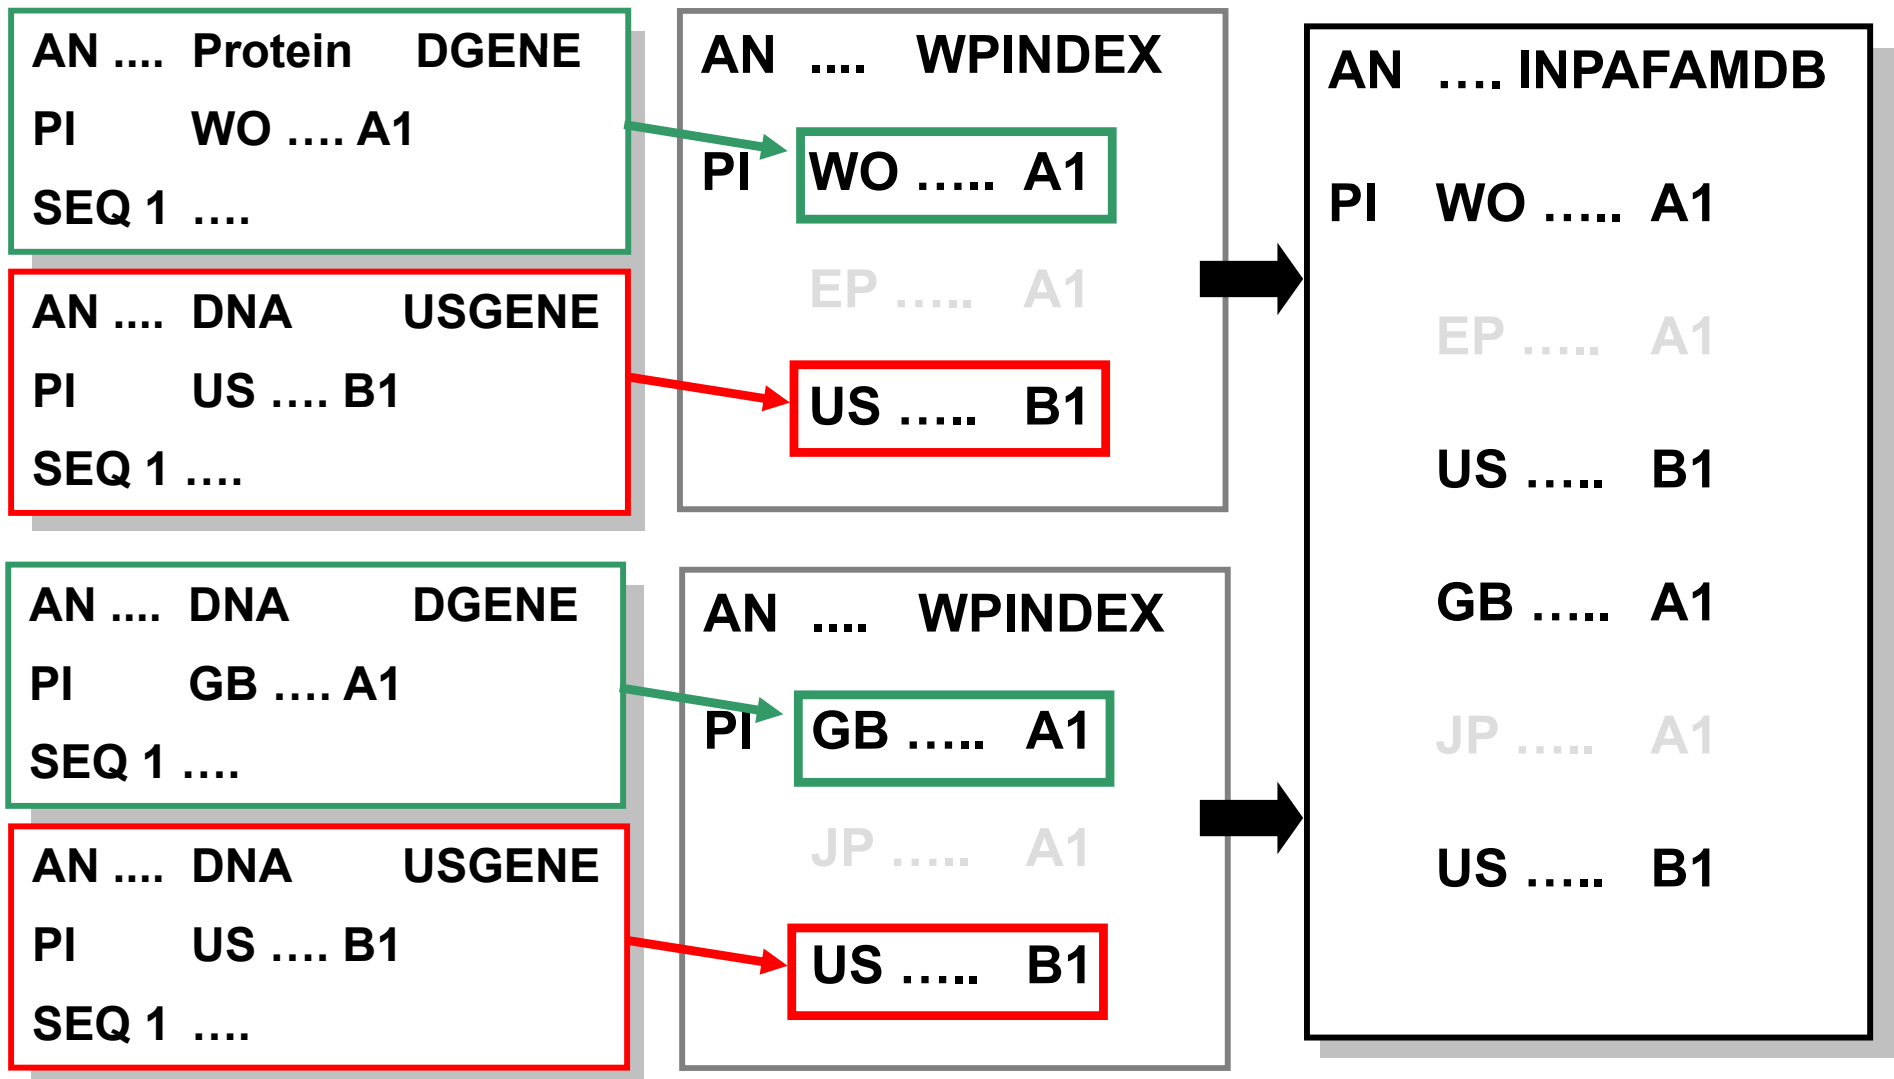 AN .... Protein DGENE
PI WO .... A1
SEQ 1 ....
AN .... DNA USGENE
PI US .... B1
SEQ 1 ....
AN .... WPINDEX
PI WO ..... A1
EP ..... A1
US ..... B1
AN .... DNA DGENE
PI GB .... A1
SEQ 1 ....
AN .... DNA USGENE
PI US .... B1
SEQ 1 ....
AN .... WPINDEX
PI GB ..... A1
JP ..... A1
US ..... B1
AN .... INPAFAMDB
PI WO ..... A1
EP ..... A1
US ..... B1
GB ..... A1
JP ..... A1
US ..... B1